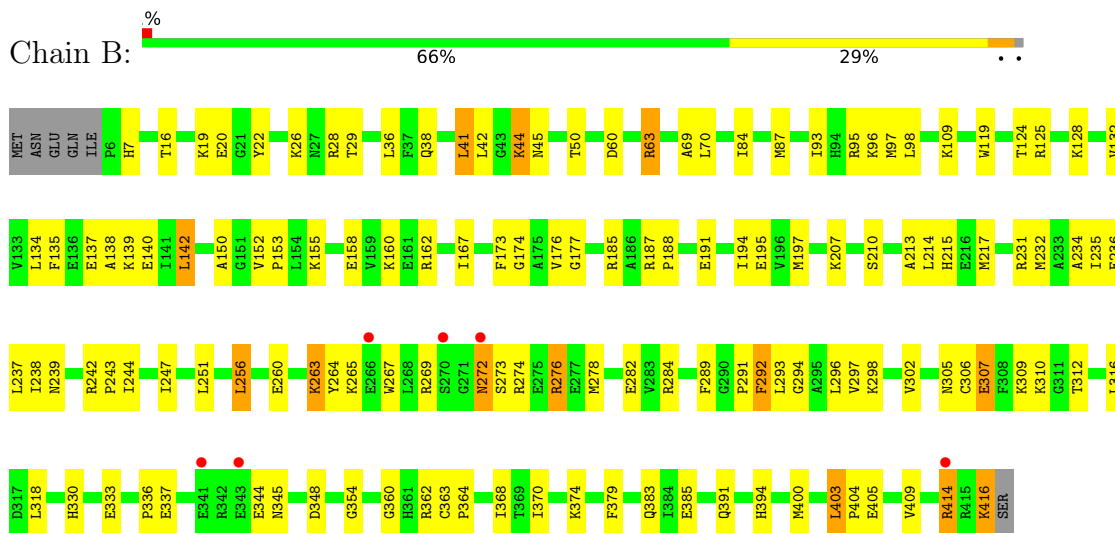 %
Chain B:
66% 29% • •
MET ASN GLU GLN ILE P6 H7 T16 K19 E20 G21 Y22 K26 N27 R28 T29 L36 F37 Q38 L41 L42 G43 K44 N45 T50 D60 R63 A69 L70 I84 M87 I93 H94 R95 K96 M97 L98 K109 W119 T124 R125 K128
V133 L134 F135 E136 E137 A138 K139 E140 I141 L142 A150 G151 V152 P153 L154 K155 E158 V159 K160 E161 R162 I167 F173 G174 A175 V176 G177 R185 A186 R187 P188 E191 I194 E195 V196 M197 K207 S210 A213 L214 H215 E216 M217 R231 M232 A233 A234 I235
L237 I238 N239 R242 P243 I244 I247 L251 L256 E260 K263 Y264 K265 E266 W267 L268 R269 S270 G271 N272 S273 R274 E275 R276 E277 M278 E282 V283 R284 F289 G290 P291 F292 L293 G294 A295 L296 V297 K298 V302 N305 C306 E307 F308 K309 K310 G311 T312
D317 L318 H330 E333 P336 E337 E341 R342 E343 E344 N345 D348 G354 G360 H361 R362 C363 P364 I368 T369 I370 K374 F379 Q383 I384 E385 Q391 H394 M400 L403 P404 E405 V409 R414 R415 K416 SER